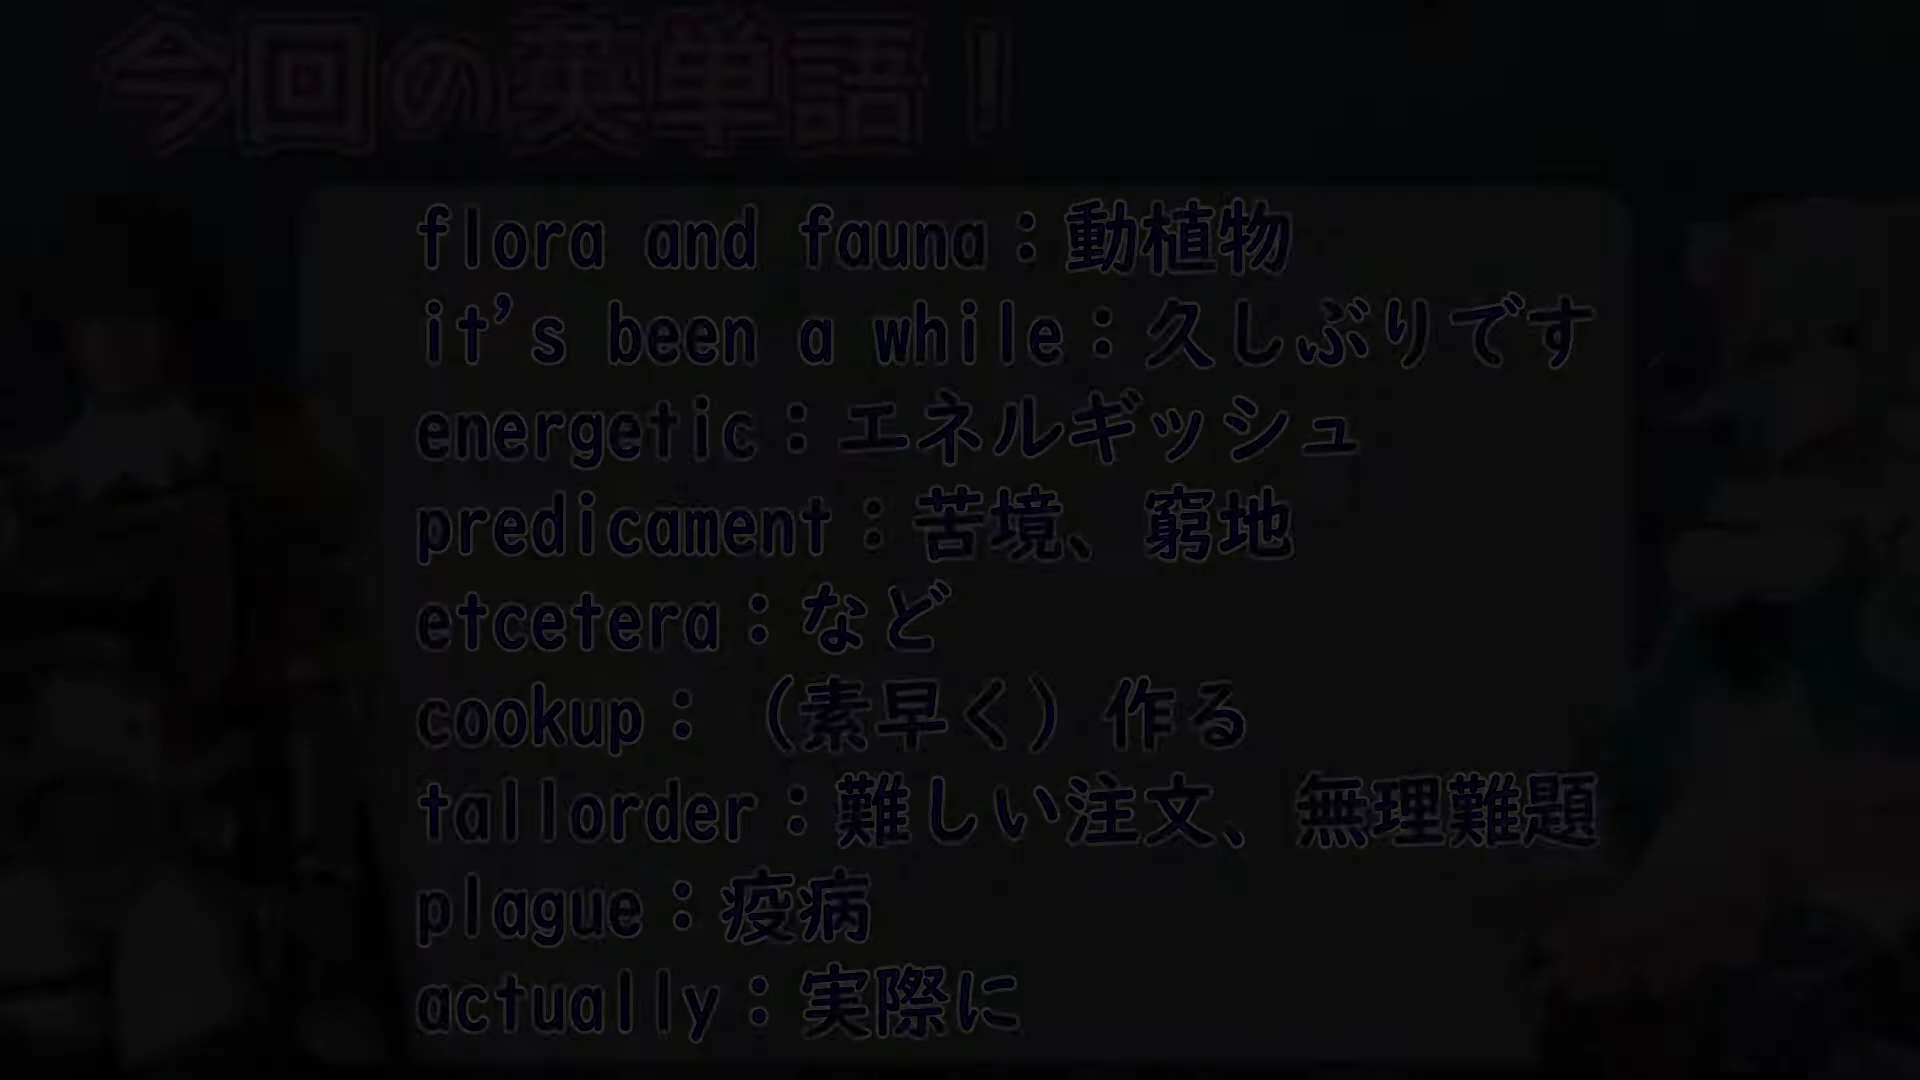 今回の英単語！
flora and fauna：動植物
it’s been a while：久しぶりです
energetic：エネルギッシュ
predicament：苦境、窮地
etcetera：など
cookup：（素早く）作る
tallorder：難しい注文、無理難題
plague：疫病
actually：実際に